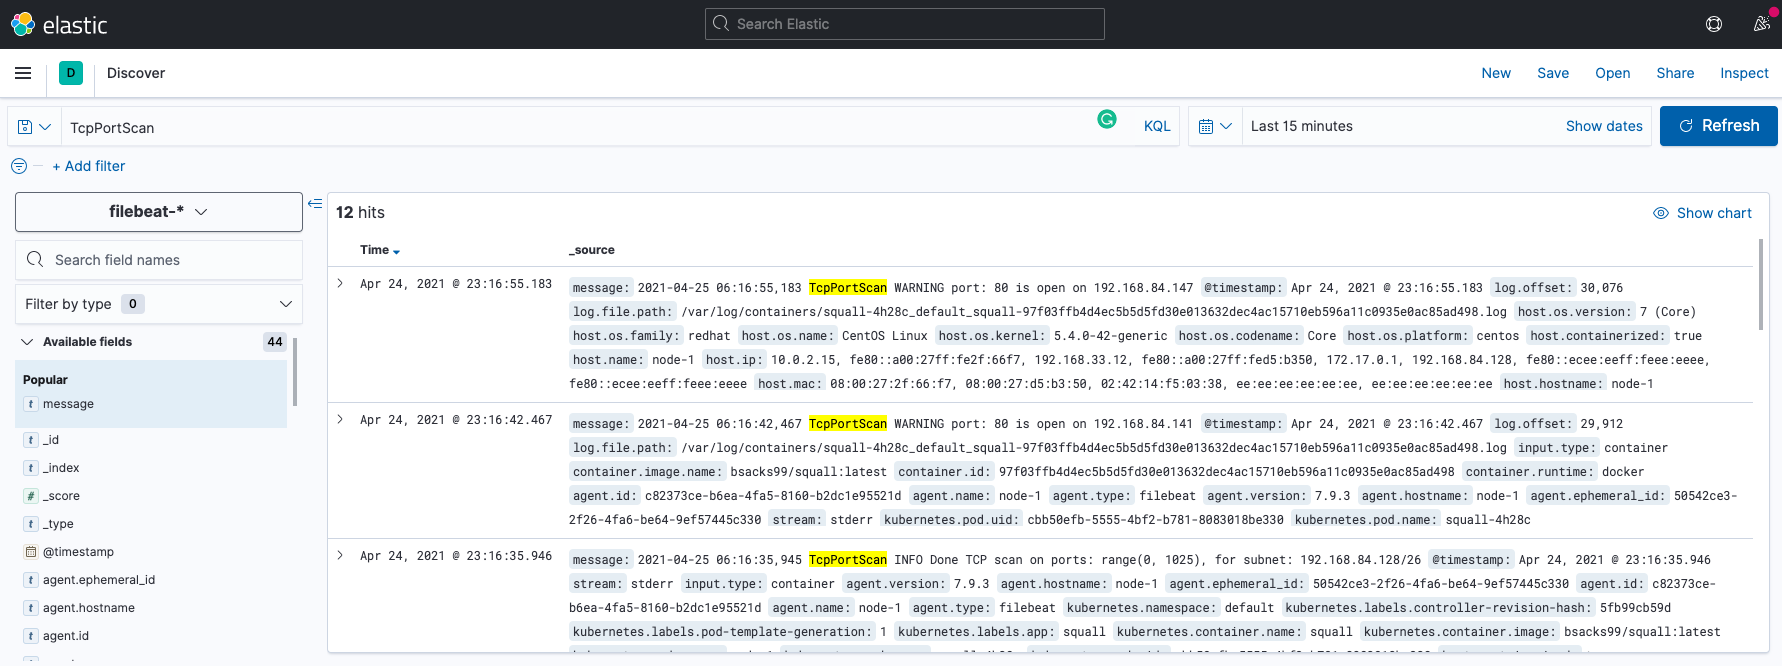 elastic
Search Elastic
D
Discover
New Save Open Share Inspect
TcpPortScan
KQL
Last 15 minutes
Show dates
Refresh
+ Add filter
filebeat-*
Search field names
Filter by type 0
Available fields 44
Popular
t message
t _id
t _index
# _score
t _type
@timestamp
t agent.ephemeral_id
t agent.hostname
t agent.id
12 hits
Show chart
Time _source
Apr 24, 2021 @ 23:16:55.183 message: 2021-04-25 06:16:55,183 TcpPortScan WARNING port: 80 is open on 192.168.84.147 @timestamp: Apr 24, 2021 @ 23:16:55.183 log.offset: 30,076
log.file.path: /var/log/containers/squall-4h28c_default_squall-97f03ffb4d4ec5b5d5fd30e013632dec4ac15710eb596a11c0935e0ac85ad498.log host.os.version: 7 (Core)
host.os.family: redhat host.os.name: CentOS Linux host.os.kernel: 5.4.0-42-generic host.os.codename: Core host.os.platform: centos host.containerized: true
host.name: node-1 host.ip: 10.0.2.15, fe80::a00:27ff:fe2f:66f7, 192.168.33.12, fe80::a00:27ff:fed5:b350, 172.17.0.1, 192.168.84.128, fe80::ecee:eeff:feee:eeee,
fe80::ecee:eeff:feee:eeee host.mac: 08:00:27:2f:66:f7, 08:00:27:d5:b3:50, 02:42:14:f5:03:38, ee:ee:ee:ee:ee:ee, ee:ee:ee:ee:ee:ee host.hostname: node-1
Apr 24, 2021 @ 23:16:42.467 message: 2021-04-25 06:16:42,467 TcpPortScan WARNING port: 80 is open on 192.168.84.141 @timestamp: Apr 24, 2021 @ 23:16:42.467 log.offset: 29,912
log.file.path: /var/log/containers/squall-4h28c_default_squall-97f03ffb4d4ec5b5d5fd30e013632dec4ac15710eb596a11c0935e0ac85ad498.log input.type: container
container.image.name: bsacks99/squall:latest container.id: 97f03ffb4d4ec5b5d5fd30e013632dec4ac15710eb596a11c0935e0ac85ad498 container.runtime: docker
agent.id: c82373ce-b6ea-4fa5-8160-b2dc1e95521d agent.name: node-1 agent.type: filebeat agent.version: 7.9.3 agent.hostname: node-1 agent.ephemeral_id: 50542ce3-
2f26-4fa6-be64-9ef57445c330 stream: stderr kubernetes.pod.uid: cbb50efb-5555-4bf2-b781-8083018be330 kubernetes.pod.name: squall-4h28c
Apr 24, 2021 @ 23:16:35.946 message: 2021-04-25 06:16:35,945 TcpPortScan INFO Done TCP scan on ports: range(0, 1025), for subnet: 192.168.84.128/26 @timestamp: Apr 24, 2021 @ 23:16:35.946
stream: stderr input.type: container agent.version: 7.9.3 agent.hostname: node-1 agent.ephemeral_id: 50542ce3-2f26-4fa6-be64-9ef57445c330 agent.id: c82373ce-
b6ea-4fa5-8160-b2dc1e95521d agent.name: node-1 agent.type: filebeat kubernetes.namespace: default kubernetes.labels.controller-revision-hash: 5fb99cb59d
kubernetes.labels.pod-template-generation: 1 kubernetes.labels.app: squall kubernetes.container.name: squall kubernetes.container.image: bsacks99/squall:latest